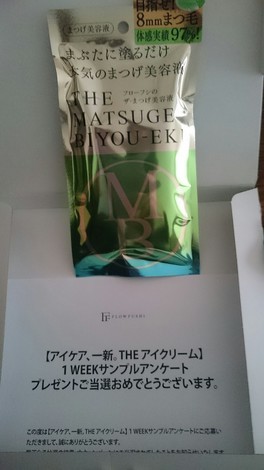 まつげ美容液
目指せ!
8mmまつ毛
体感実績97%!
まぶたに塗るだけ
本気のまつげ美容液
THE
フローフシの
ザ・まつげ美容液
MATSUGE
BIYOU-EKI
MB
FLOWFUSHI
【アイケア、一新。THE アイクリーム】
1 WEEKサンプルアンケート
プレゼントご当選おめでとうございます。
この度は【アイケア、一新。THE アイクリーム】1 WEEKサンプルアンケートにご応募い
ただきまして、誠にありがとうございます。